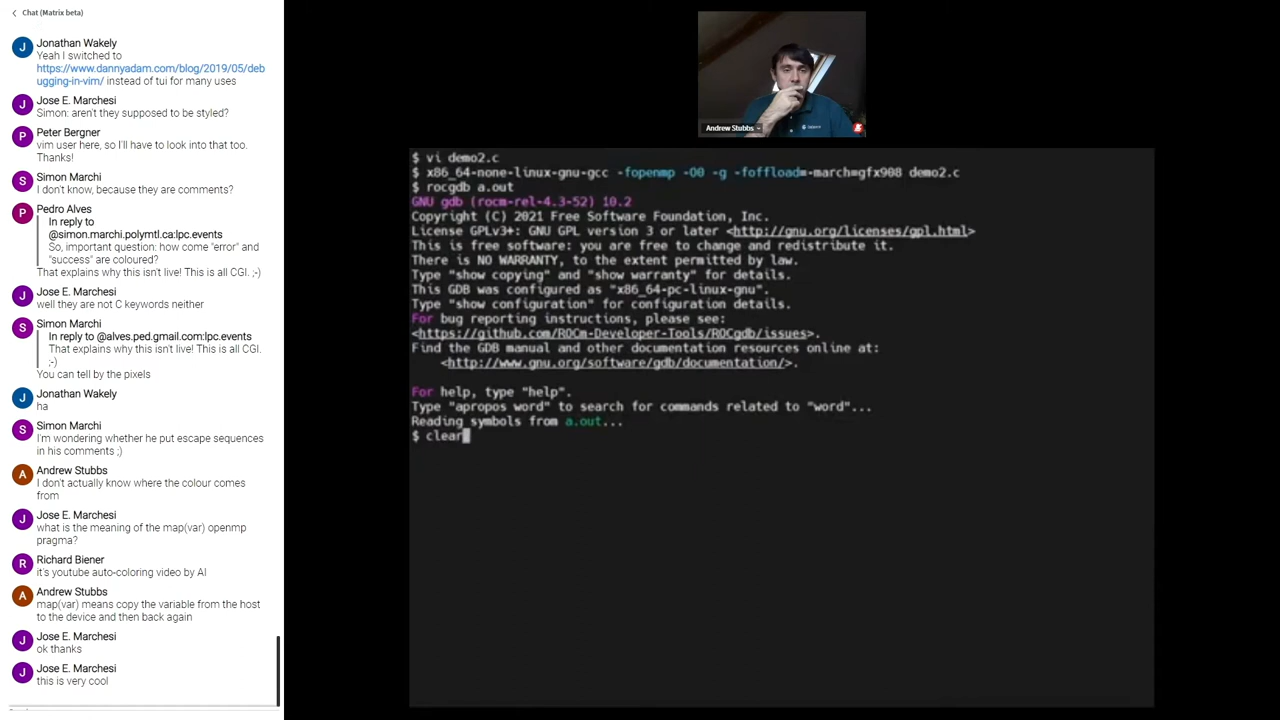 Chat (Matrix beta)
Jonathan Wakely
Yeah I switched to
https://www.dannyadam.com/blog/2019/05/deb
ugging-in-vim/ instead of tui for many uses
Jose E. Marchesi
Simon: aren't they supposed to be styled?
Peter Bergner
vim user here, so I'll have to look into that too.
Thanks!
Simon Marchi
I don't know, because they are comments?
Pedro Alves
In reply to
@simon.marchi.polymtl.ca:lpc.events
So, important question: how come "error" and
"success" are coloured?
That explains why this isn't live! This is all CGI. ;-)
Jose E. Marchesi
well they are not C keywords neither
Simon Marchi
In reply to @alves.ped.gmail.com:lpc.events
That explains why this isn't live! This is all CGI.
;-)
You can tell by the pixels
Jonathan Wakely
ha
Simon Marchi
I'm wondering whether he put escape sequences
in his comments ;)
Andrew Stubbs
I don't actually know where the colour comes
from
Jose E. Marchesi
what is the meaning of the map(var) openmp
pragma?
Richard Biener
it's youtube auto-coloring video by AI
Andrew Stubbs
map(var) means copy the variable from the host
to the device and then back again
Jose E. Marchesi
ok thanks
Jose E. Marchesi
this is very cool
Andrew Stubbs
$ vi demo2.c
$ x86_64-none-linux-gnu-gcc -fopenmp -O0 -g -foffload=-march=gfx908 demo2.c
$ rocgdb a.out
GNU gdb (rocm-rel-4.3-52) 10.2
Copyright (C) 2021 Free Software Foundation, Inc.
License GPLv3+: GNU GPL version 3 or later <http://gnu.org/licenses/gpl.html>
This is free software: you are free to change and redistribute it.
There is NO WARRANTY, to the extent permitted by law.
Type "show copying" and "show warranty" for details.
This GDB was configured as "x86_64-pc-linux-gnu".
Type "show configuration" for configuration details.
For bug reporting instructions, please see:
<https://github.com/ROCm-Developer-Tools/ROCgdb/issues>.
Find the GDB manual and other documentation resources online at:
<http://www.gnu.org/software/gdb/documentation/>.
For help, type "help".
Type "apropos word" to search for commands related to "word"...
Reading symbols from a.out...
$ clear